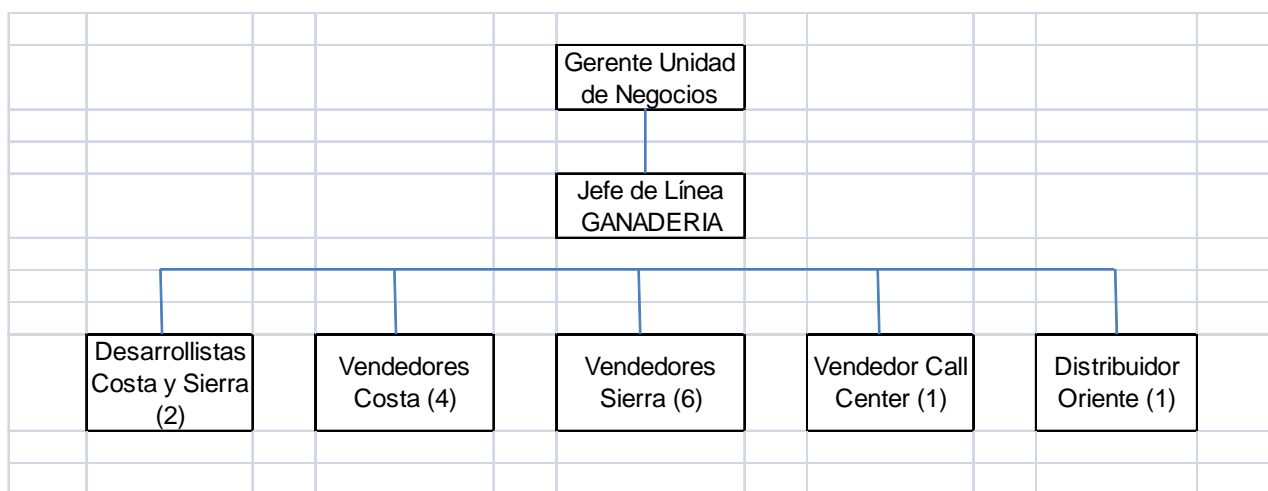 Gerente Unidad
de Negocios
Jefe de Línea
GANADERIA
Desarrollistas
Costa y Sierra
(2)
Vendedores
Costa (4)
Vendedores
Sierra (6)
Vendedor Call
Center (1)
Distribuidor
Oriente (1)